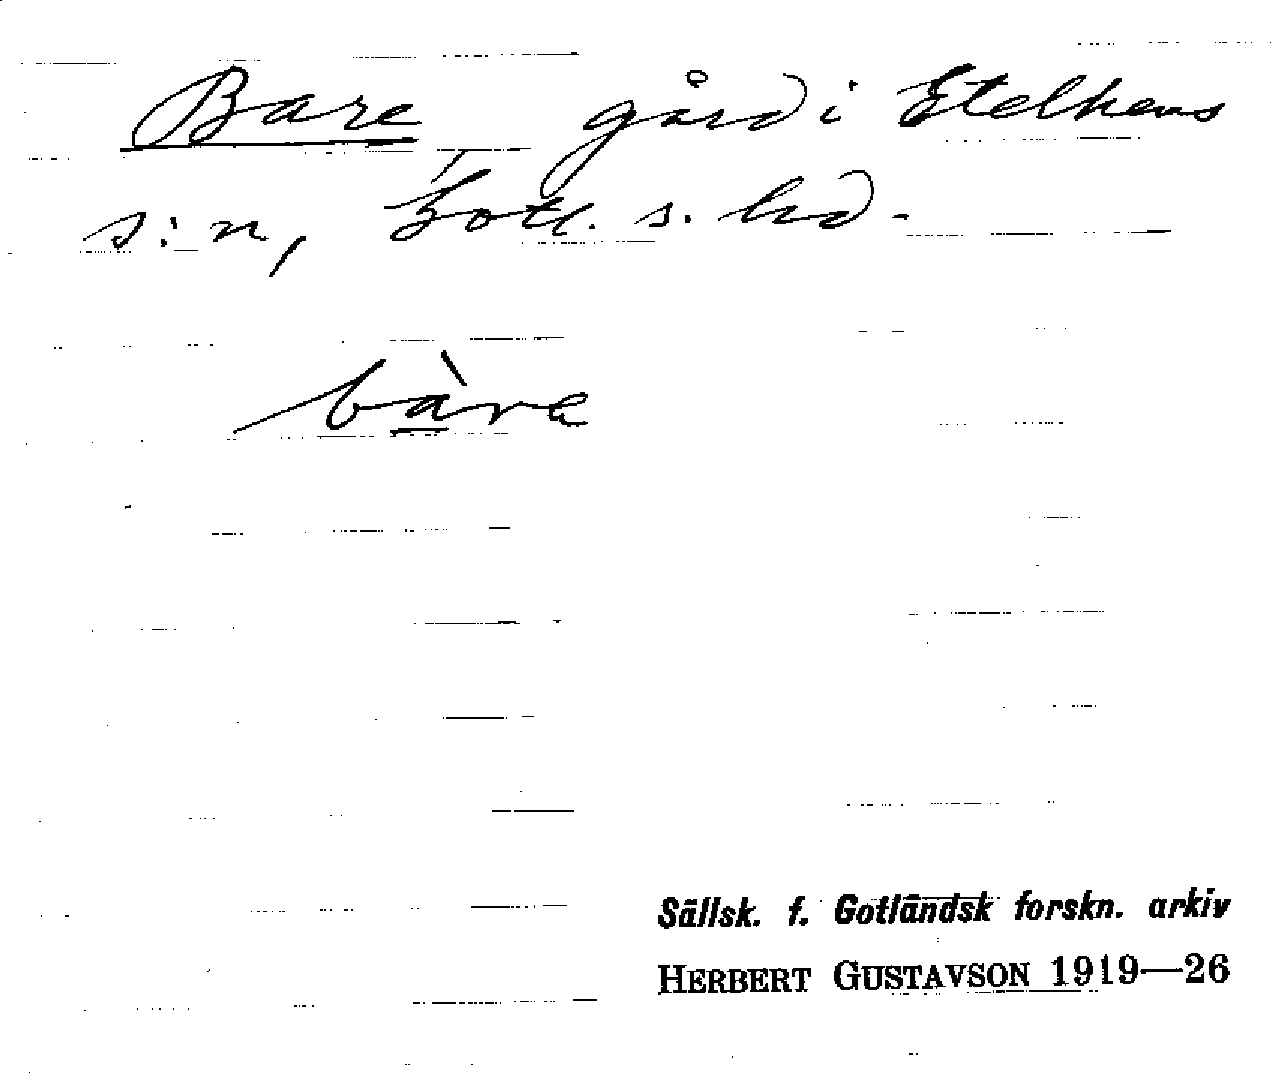 Bare gård i Etelhems
s:n, Gotl. s. hd.
bàre
Sällsk. f. Gotländsk forskn. arkiv
HERBERT GUSTAVSON 1919—26